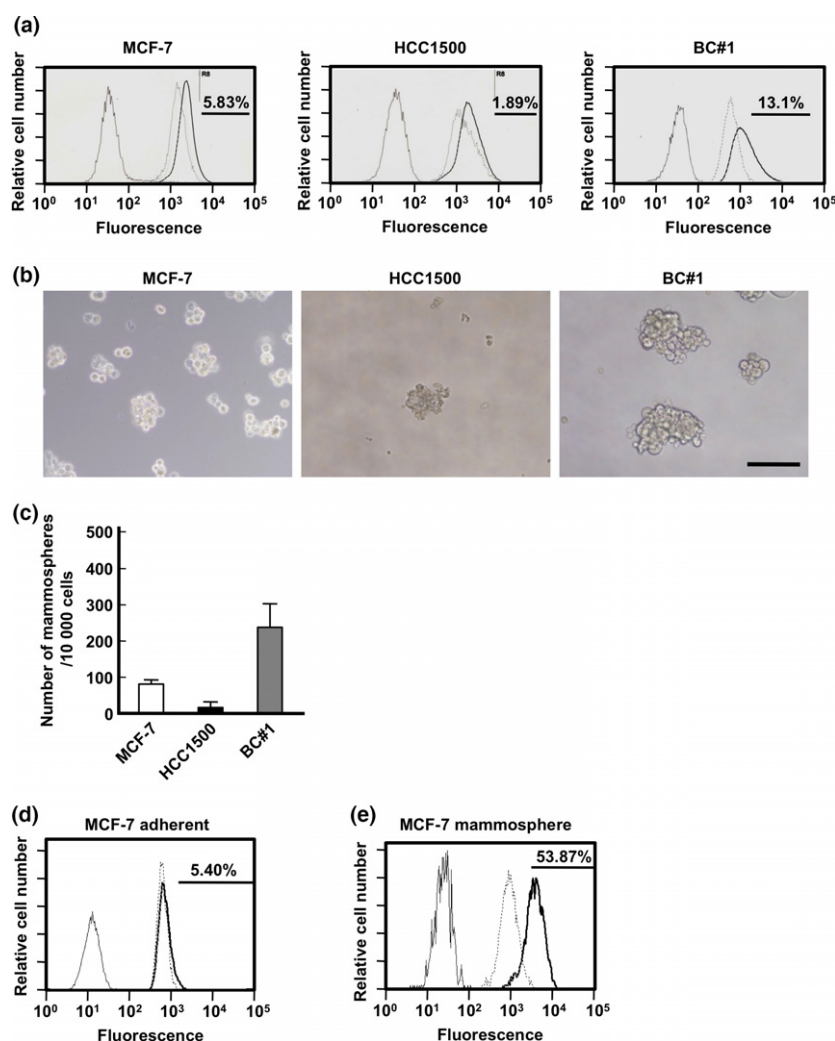 (a)
MCF-7
HCC1500
BC#1
Relative cell number
R8
5.83%
10⁰ 10¹ 10² 10³ 10⁴ 10⁵
Fluorescence
Relative cell number
R8
1.89%
10⁰ 10¹ 10² 10³ 10⁴ 10⁵
Fluorescence
Relative cell number
13.1%
10⁰ 10¹ 10² 10³ 10⁴ 10⁵
Fluorescence
(b)
MCF-7
HCC1500
BC#1
(c)
Number of mammospheres
/10 000 cells
500
400
300
200
100
0
MCF-7
HCC1500
BC#1
(d)
MCF-7 adherent
Relative cell number
5.40%
10⁰ 10¹ 10² 10³ 10⁴ 10⁵
Fluorescence
(e)
MCF-7 mammosphere
Relative cell number
53.87%
10⁰ 10¹ 10² 10³ 10⁴ 10⁵
Fluorescence